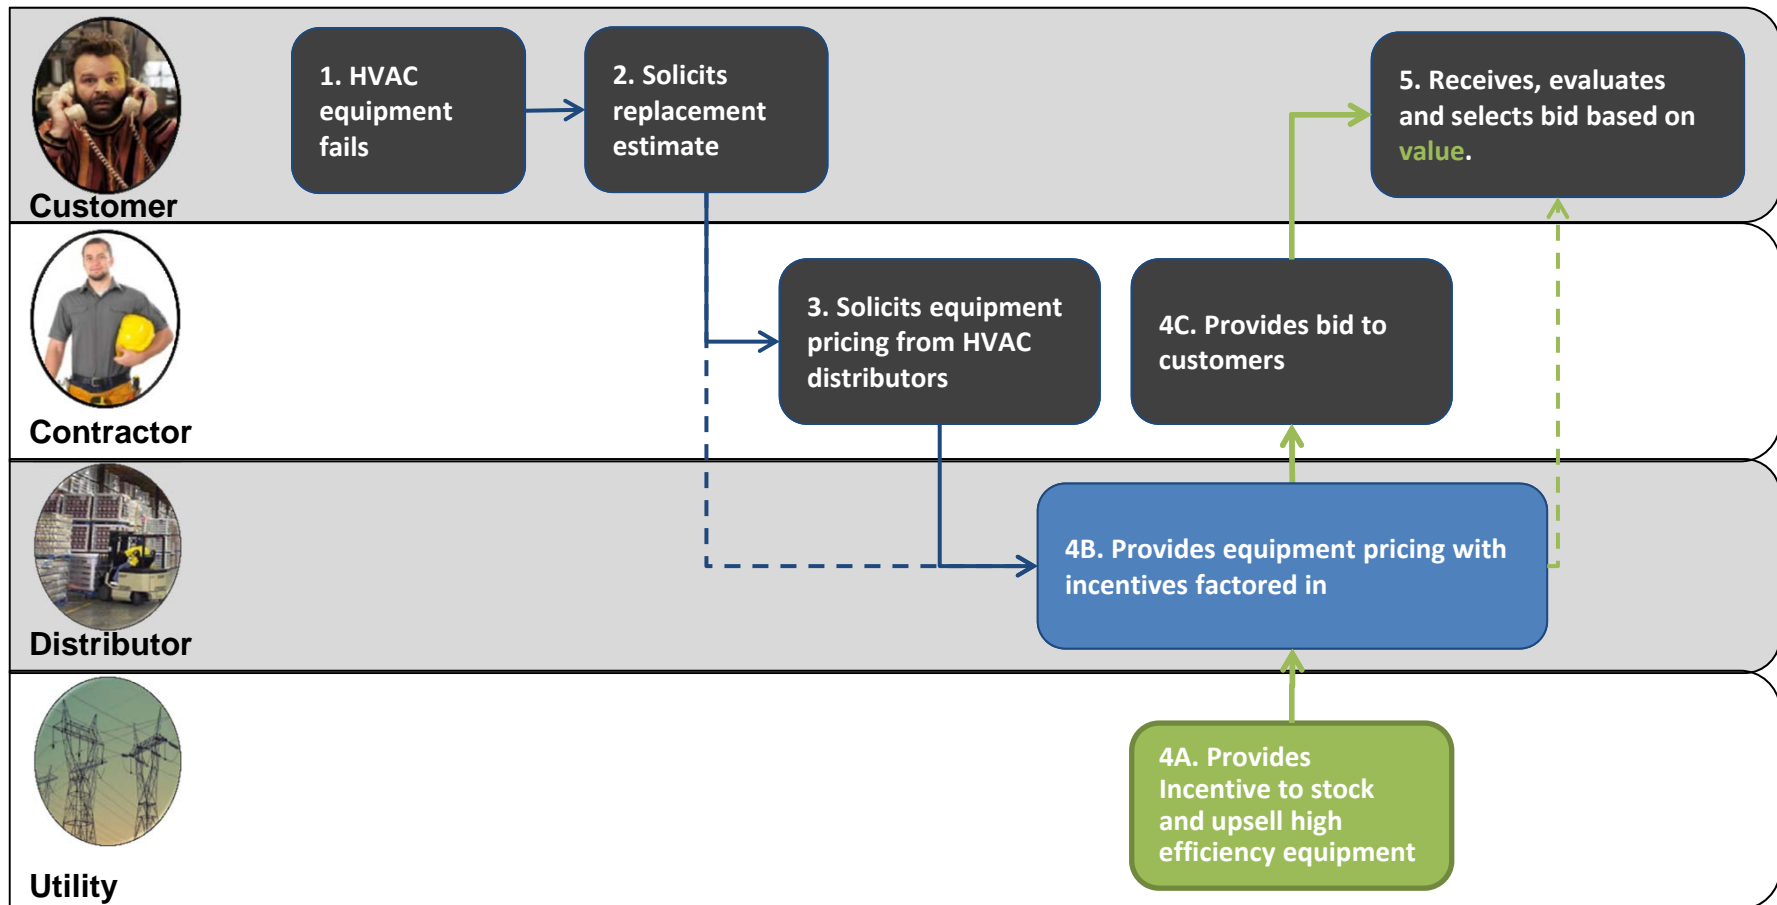 1. HVAC
equipment
fails
2. Solicits
replacement
estimate
5. Receives, evaluates
and selects bid based on
value.
Customer
3. Solicits equipment
pricing from HVAC
distributors
4C. Provides bid to
customers
Contractor
4B. Provides equipment pricing with
incentives factored in
Distributor
4A. Provides
Incentive to stock
and upsell high
efficiency equipment
Utility